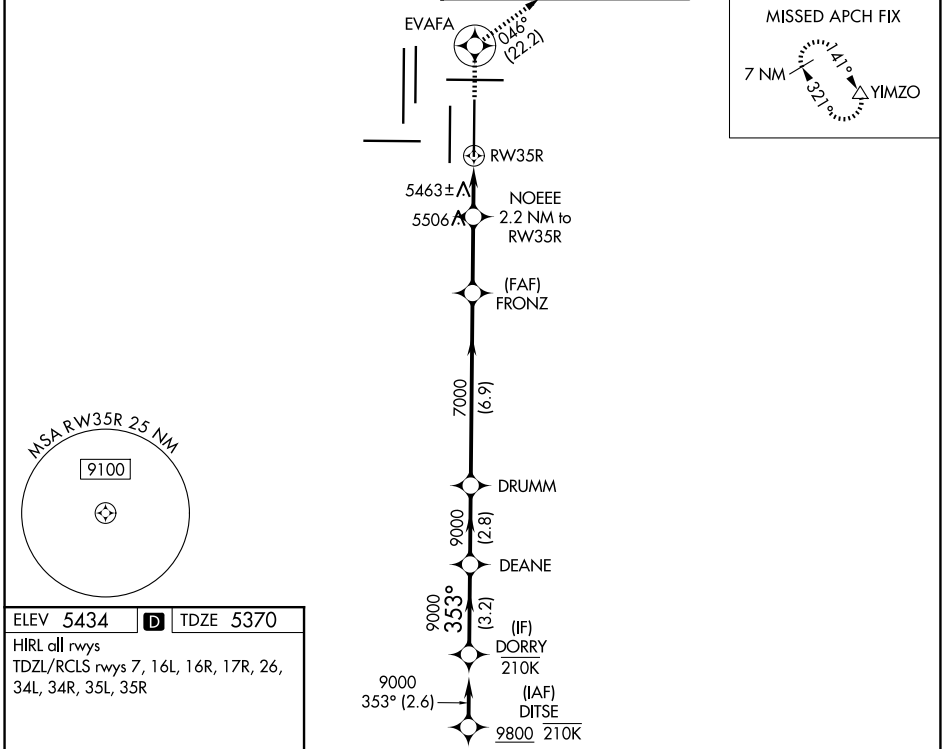 EVAFA
046°
(22.2)
MISSED APCH FIX
7 NM
141°
321°
YIMZO
RW35R
5463±
5506
NOEEE
2.2 NM to
RW35R
(FAF)
FRONZ
7000
(6.9)
MSA RW35R 25 NM
9100
DRUMM
9000
(2.8)
DEANE
9000
353°
(3.2)
(IF)
DORRY
210K
9000
353° (2.6)
(IAF)
DITSE
9800 210K
ELEV 5434 D TDZE 5370
HIRL all rwys
TDZL/RCLS rwys 7, 16L, 16R, 17R, 26,
34L, 34R, 35L, 35R